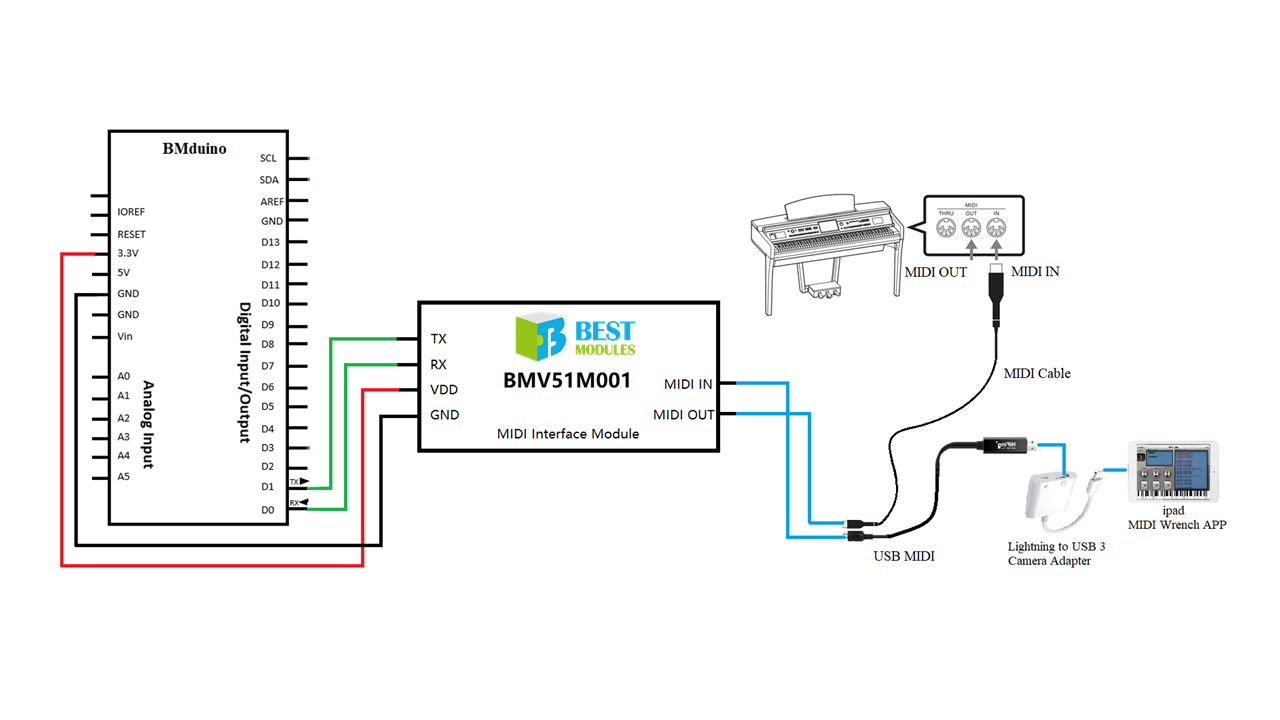 BMduino
SCL
SDA
AREF
GND
D13
D12
D11
D10
D9
D8
D7
D6
D5
D4
D3
D2
TX
D1
RX
D0
Digital Input/Output
IOREF
RESET
3.3V
5V
GND
GND
Vin
A0
A1
A2
A3
A4
A5
Analog Input
BEST
MODULES
BMV51M001
MIDI Interface Module
TX
RX
VDD
GND
MIDI IN
MIDI OUT
MIDI
THRU OUT IN
MIDI OUT
MIDI IN
MIDI Cable
USB MIDI
Lightning to USB 3
Camera Adapter
ipad
MIDI Wrench APP